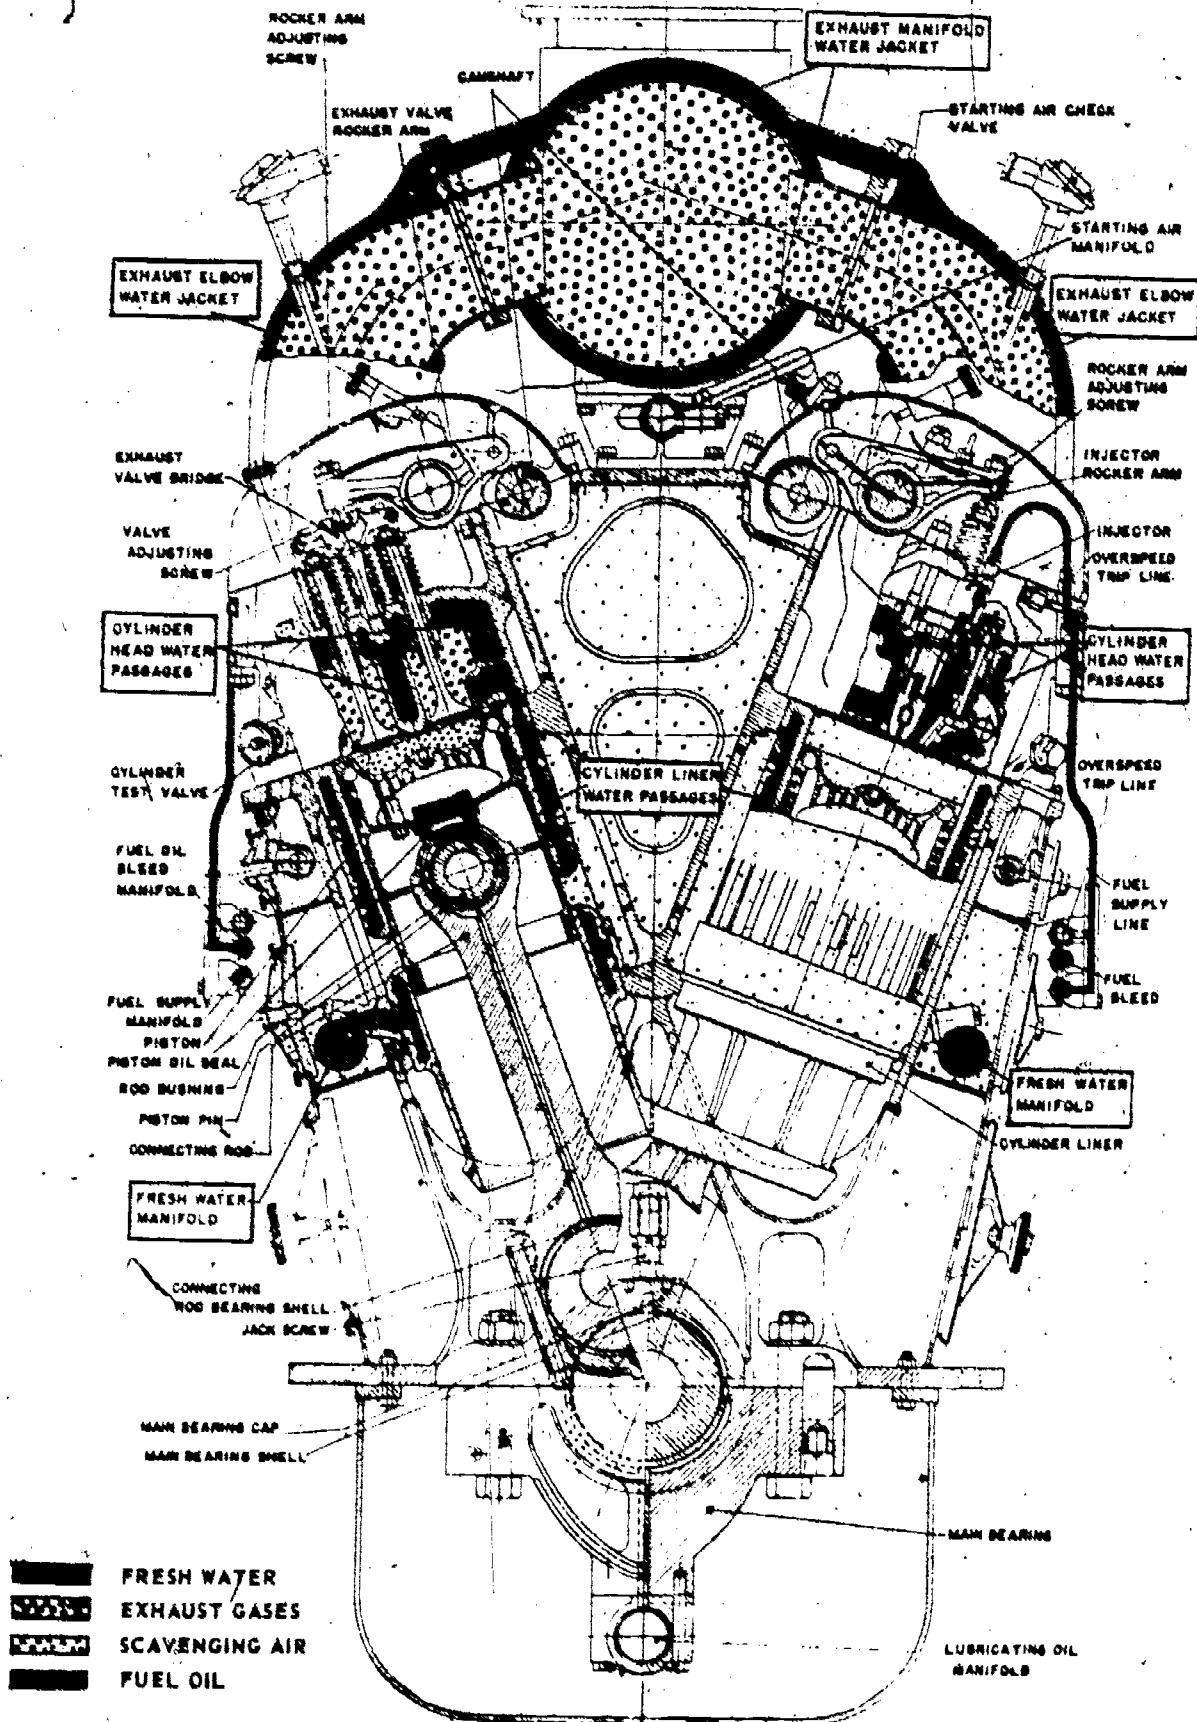 ROCKER ARM
ADJUSTING
SCREW
CAMSHAFT
EXHAUST VALVE
ROCKER ARM
EXHAUST MANIFOLD
WATER JACKET
STARTING AIR CHECK
VALVE
STARTING AIR
MANIFOLD
EXHAUST ELBOW
WATER JACKET
EXHAUST ELBOW
WATER JACKET
ROCKER ARM
ADJUSTING
SCREW
EXHAUST
VALVE BRIDGE
INJECTOR
ROCKER ARM
VALVE
ADJUSTING
SCREW
INJECTOR
OVERSPEED
TRIP LINE
CYLINDER
HEAD WATER
PASSAGES
CYLINDER
HEAD WATER
PASSAGES
CYLINDER
TEST VALVE
CYLINDER LINER
WATER PASSAGES
OVERSPEED
TRIP LINE
FUEL OIL
BLEED
MANIFOLD
FUEL
SUPPLY
LINE
FUEL
BLEED
FUEL SUPPLY
MANIFOLD
PISTON
PISTON OIL SEAL
ROD BUSHING
PISTON PIN
CONNECTING ROD
FRESH WATER
MANIFOLD
CYLINDER LINER
FRESH WATER
MANIFOLD
CONNECTING
ROD BEARING SHELL
JACK SCREW
MAIN BEARING CAP
MAIN BEARING SHELL
MAIN BEARING
LUBRICATING OIL
MANIFOLD
FRESH WATER
EXHAUST GASES
SCAVENGING AIR
FUEL OIL